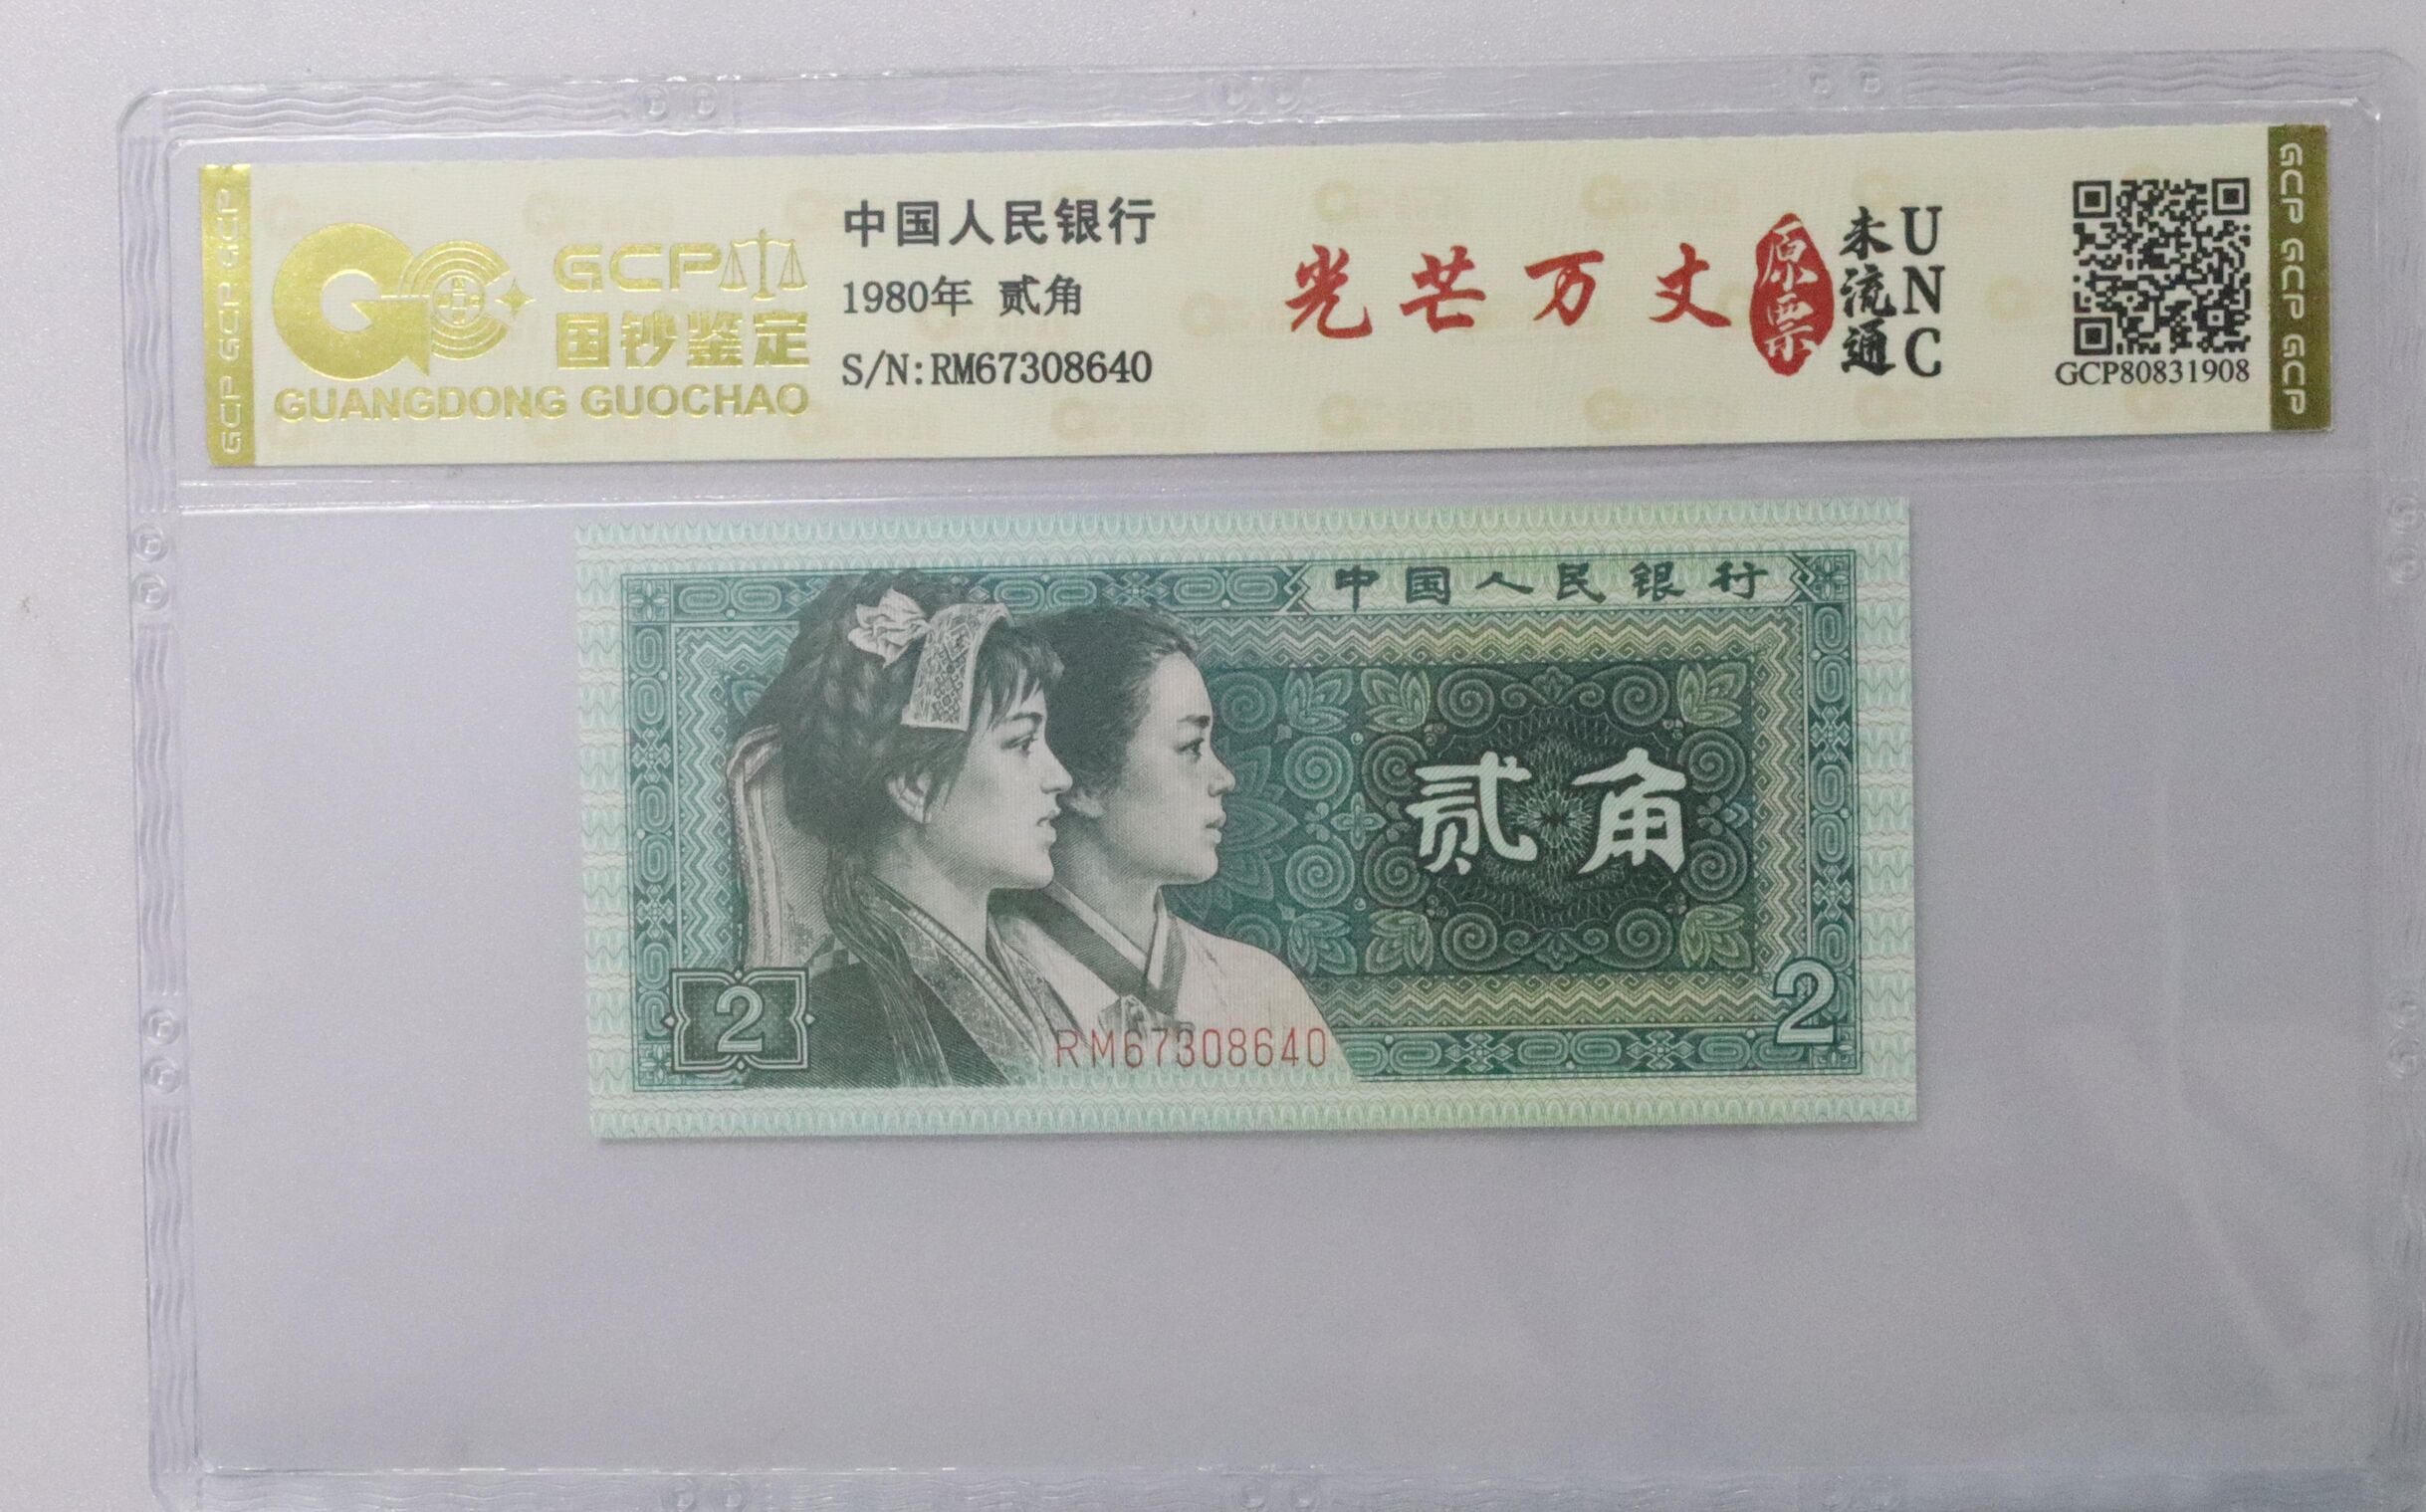 GCP GCP GCP
GCP
国钞鉴定
GUANGDONG GUOCHAO
中国人民银行
1980年 贰角
S/N:RM67308640
光芒万丈
原票
未流通
UNC
GCP80831908
GCP GCP GCP
中国人民银行
贰角
2
RM67308640
2